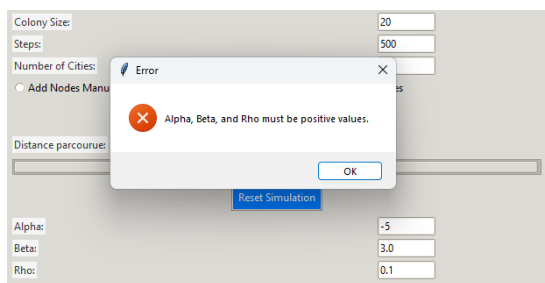 Colony Size: 20
Steps: 500
Number of Cities:
Error
Add Nodes Manu
es
Alpha, Beta, and Rho must be positive values.
Distance parcourue:
OK
Reset Simulation
Alpha: -5
Beta: 3.0
Rho: 0.1